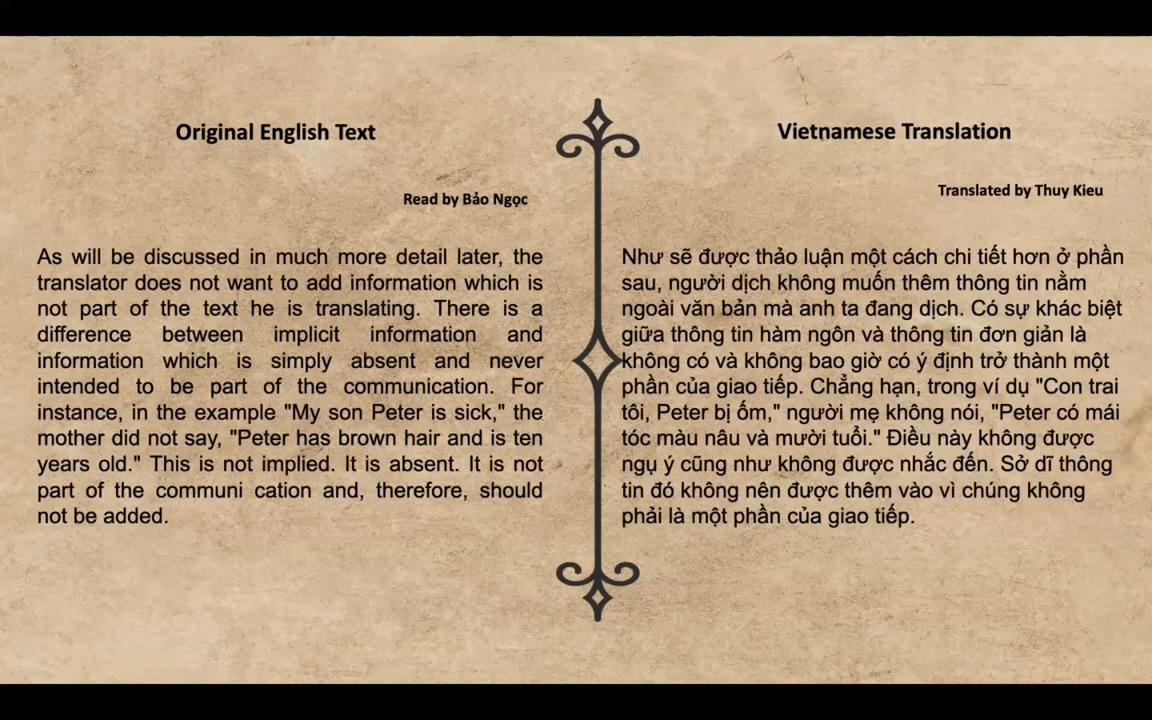 Original English Text
Read by Bảo Ngọc
As will be discussed in much more detail later, the
translator does not want to add information which is
not part of the text he is translating. There is a
difference between implicit information and
information which is simply absent and never
intended to be part of the communication. For
instance, in the example "My son Peter is sick," the
mother did not say, "Peter has brown hair and is ten
years old." This is not implied. It is absent. It is not
part of the communi cation and, therefore, should
not be added.
Vietnamese Translation
Translated by Thuy Kieu
Như sẽ được thảo luận một cách chi tiết hơn ở phần
sau, người dịch không muốn thêm thông tin nằm
ngoài văn bản mà anh ta đang dịch. Có sự khác biệt
giữa thông tin hàm ngôn và thông tin đơn giản là
không có và không bao giờ có ý định trở thành một
phần của giao tiếp. Chẳng hạn, trong ví dụ "Con trai
tôi, Peter bị ốm," người mẹ không nói, "Peter có mái
tóc màu nâu và mười tuổi." Điều này không được
ngụ ý cũng như không được nhắc đến. Sở dĩ thông
tin đó không nên được thêm vào vì chúng không
phải là một phần của giao tiếp.